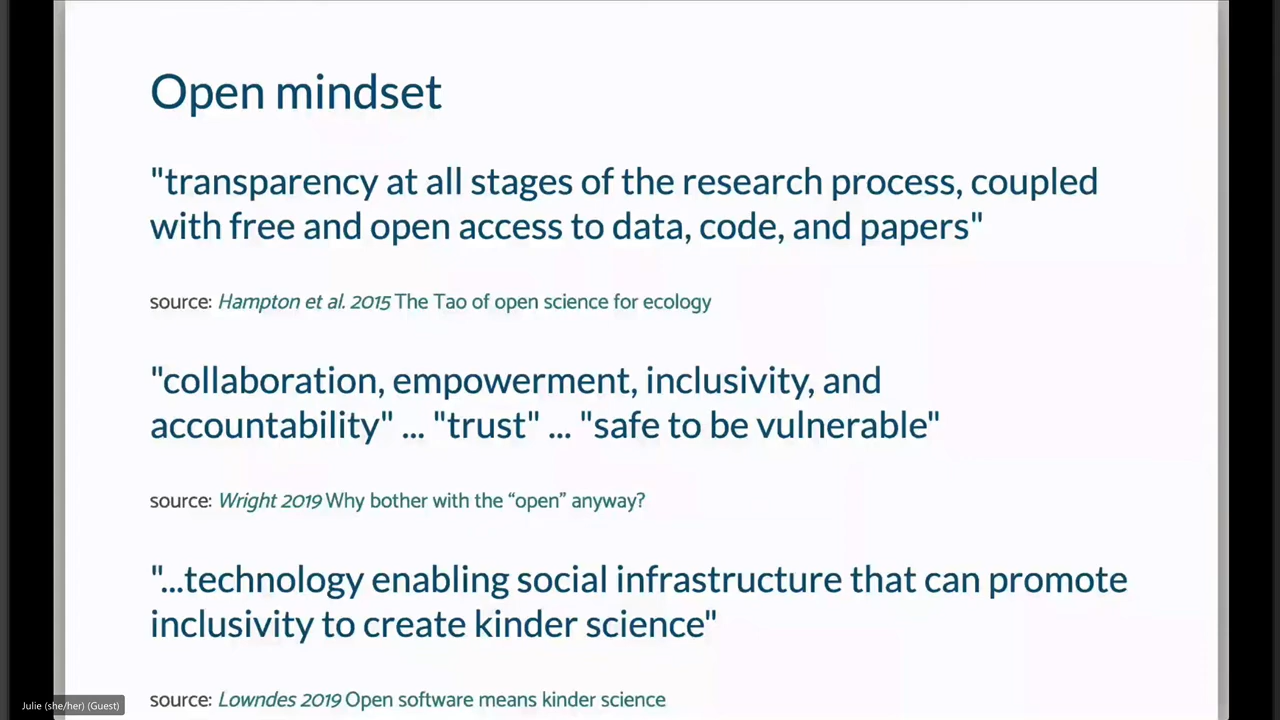 Open mindset
"transparency at all stages of the research process, coupled
with free and open access to data, code, and papers"
source: Hampton et al. 2015 The Tao of open science for ecology
"collaboration, empowerment, inclusivity, and
accountability" ... "trust" ... "safe to be vulnerable"
source: Wright 2019 Why bother with the “open” anyway?
"...technology enabling social infrastructure that can promote
inclusivity to create kinder science"
source: Lowndes 2019 Open software means kinder science
Julie (she/her) (Guest)